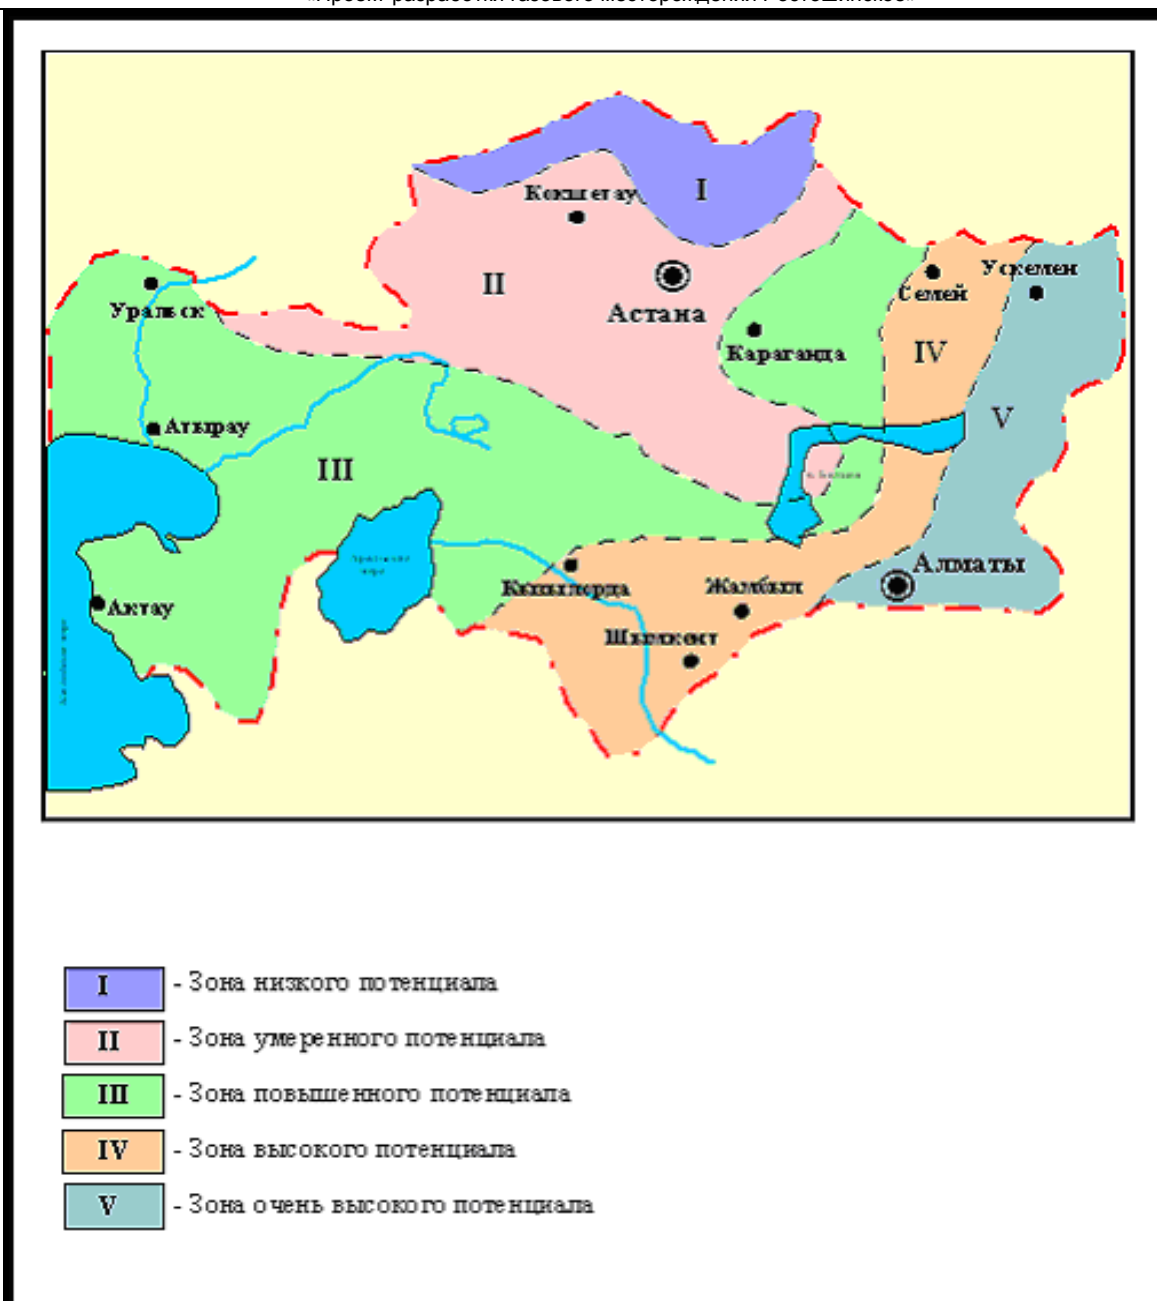 I
Кокшетау
II
Астана
Уральск
Семей
Ускемен
Караганда
IV
V
Атырау
III
Алматы
Кызылорда
Жамбыл
Актау
Шымкент
I - Зона низкого потенциала
II - Зона умеренного потенциала
III - Зона повышенного потенциала
IV - Зона высокого потенциала
V - Зона очень высокого потенциала